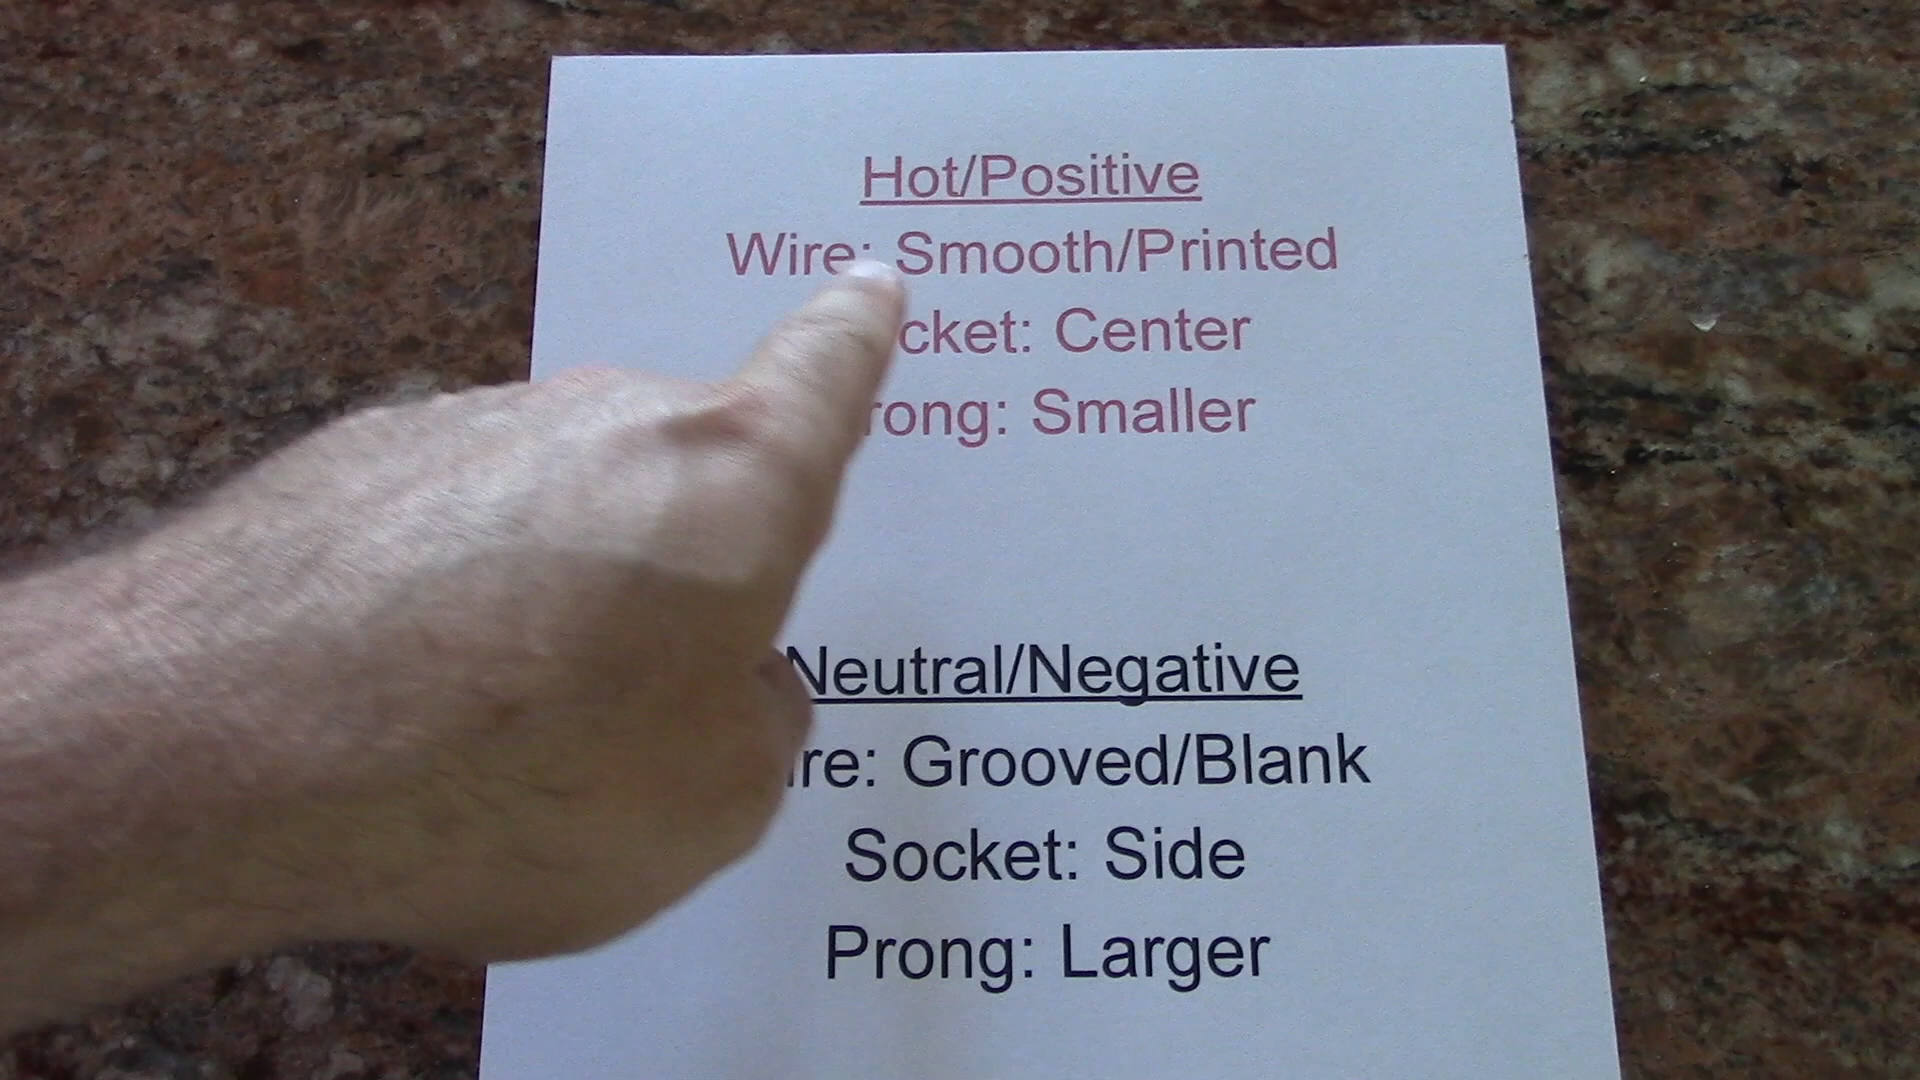 Hot/Positive
Wire: Smooth/Printed
cket: Center
rong: Smaller
Neutral/Negative
ire: Grooved/Blank
Socket: Side
Prong: Larger